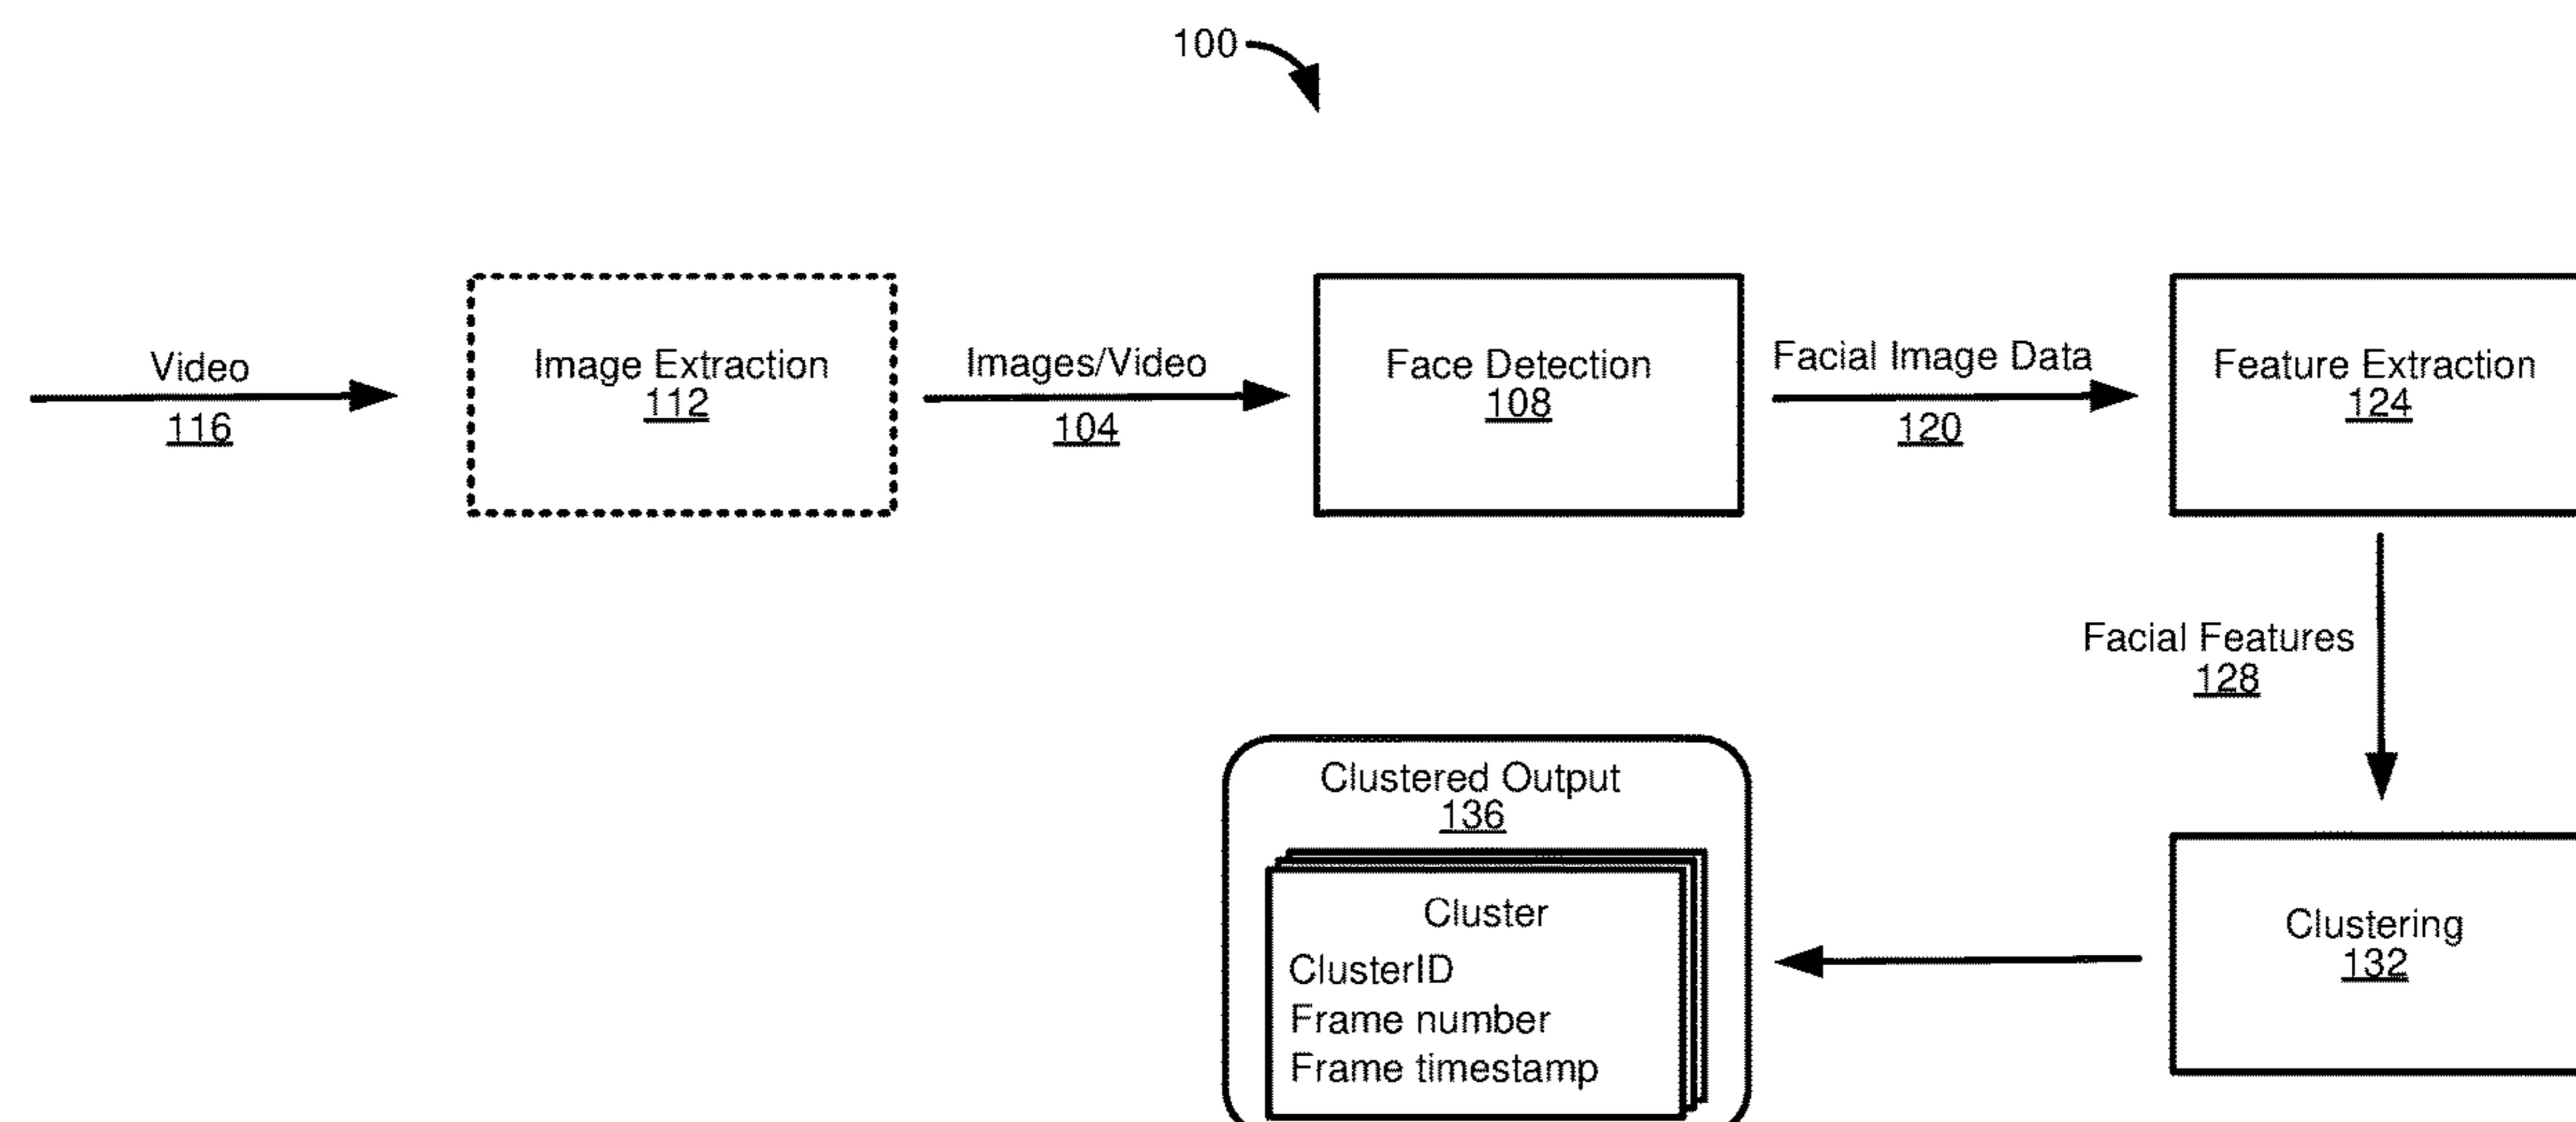 100
Video
116
Image Extraction
112
Images/Video
104
Face Detection
108
Facial Image Data
120
Feature Extraction
124
Facial Features
128
Clustering
132
Clustered Output
136
Cluster
ClusterID
Frame number
Frame timestamp